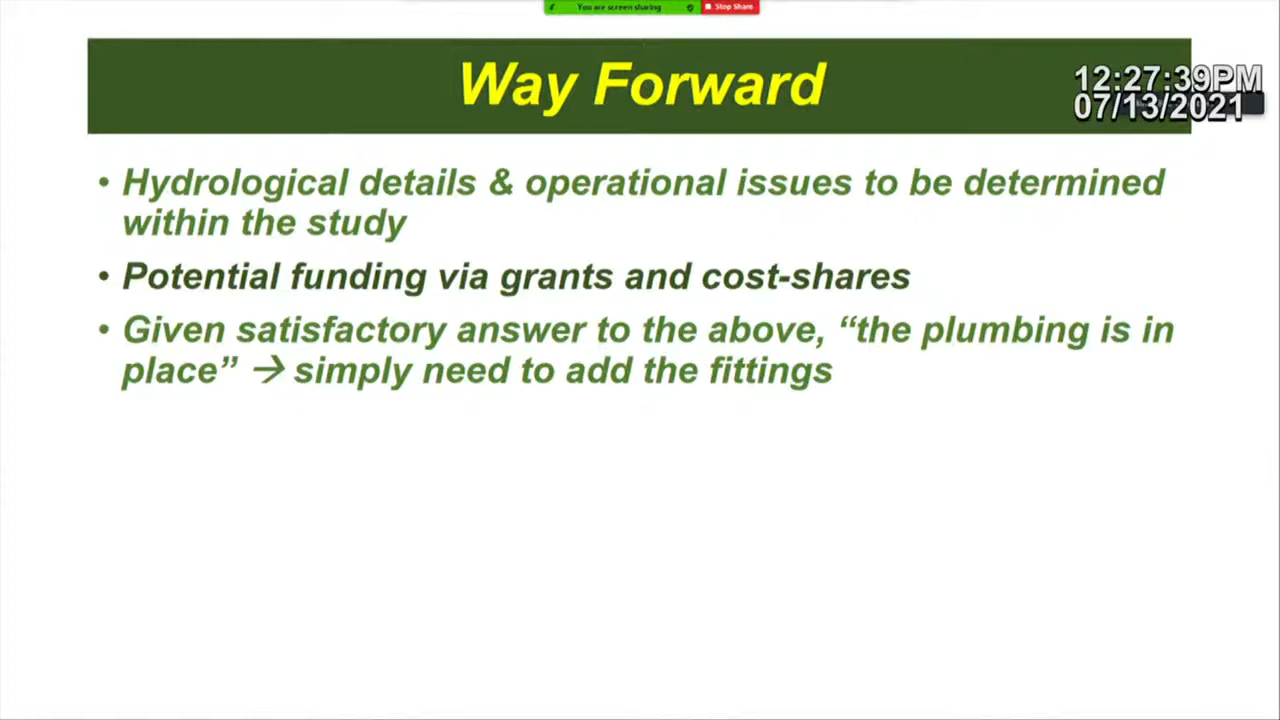 You are screen sharing
Stop Share
Way Forward
12:27:39PM
07/13/2021
• Hydrological details & operational issues to be determined
within the study
• Potential funding via grants and cost-shares
• Given satisfactory answer to the above, “the plumbing is in
place” → simply need to add the fittings